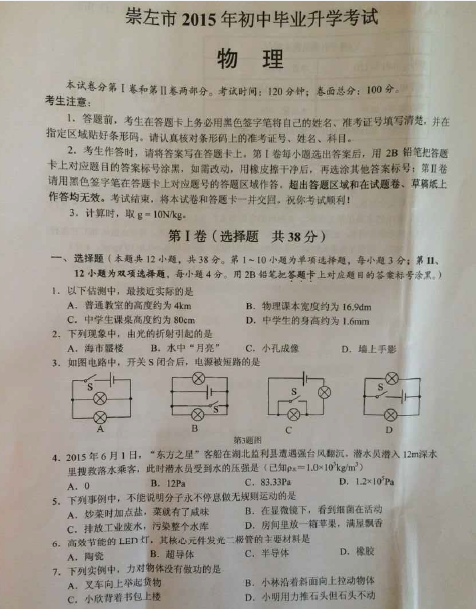 崇左市2015年初中毕业升学考试
物 理
本试卷分第Ⅰ卷和第Ⅱ卷两部分。考试时间：120分钟；卷面总分：100分。
考生注意：
1．答题前，考生在答题卡上务必用黑色签字笔将自己的姓名、准考证号填写清楚，并在
指定区域贴好条形码。请认真核对条形码上的准考证号、姓名、科目。
2．考生作答时，请将答案写在答题卡上。第Ⅰ卷每小题选出答案后，用2B铅笔把答题
卡上对应题目的答案标号涂黑，如需改动，用橡皮擦干净后，再选涂其他答案标号；第Ⅱ卷
请用黑色签字笔在答题卡上对应题号的答题区域作答，超出答题区域和在试题卷、草稿纸上
作答均无效。考试结束，将本试卷和答题卡一并交回。祝你考试顺利！
3．计算时，取g＝10N/kg。
第Ⅰ卷（选择题 共38分）
一、选择题（本题共12小题，共38分。第1～10小题为单项选择题，每小题3分；第11、
12小题为双项选择题，每小题4分。用2B铅笔把答题卡上对应题目的答案标号涂黑。）
1．以下估测中，最接近实际的是
A．普通教室的高度约为4km B．物理课本宽度约为16.9dm
C．中学生课桌高度约为80cm D．中学生的身高约为1.6mm
2．下列现象中，由光的折射引起的是
A．海市蜃楼 B．水中“月亮” C．小孔成像 D．墙上手影
3．如图电路中，开关S闭合后，电源被短路的是
S S S S
A B C D
第3题图
4．2015年6月1日，“东方之星”客船在湖北监利县遭遇强台风翻沉。潜水员潜入12m深水
里搜救落水乘客，此时潜水员受到水的压强是（已知ρ水＝1.0×10³kg/m³）
A．0 B．12Pa C．83.33Pa D．1.2×10⁵Pa
5．下列事例中，不能说明分子永不停息做无规则运动的是
A．炒菜时加点盐，菜就有了咸味 B．在显微镜下，看到细菌在活动
C．排放工业废水，污染整个水库 D．房间里放一箱苹果，满屋飘香
6．高效节能的LED灯，其核心元件发光二极管的主要材料是
A．陶瓷 B．超导体 C．半导体 D．橡胶
7．下列实例中，力对物体没有做功的是
A．叉车向上举起货物 B．小林沿着斜面向上拉动物体
C．小欣背着书包上楼 D．小明用力推石头但石头不动